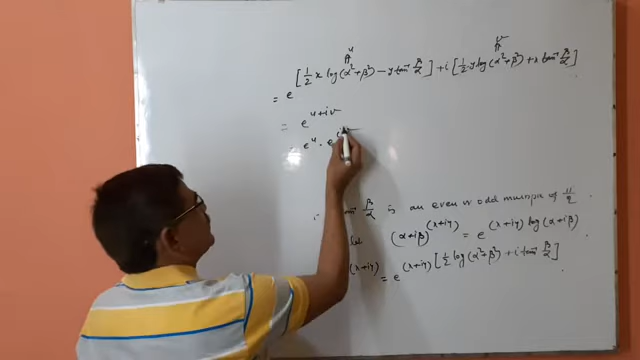 u v
= e^[½ x log(α²+β²) − y tan⁻¹ β/α] + i[½ y log(α²+β²) + x tan⁻¹ β/α]
= e^u+iv
= e^u · e^iv
β/α is an even or odd multiple of π/2 .
let (α+iβ)^(x+iy) = e^(x+iy) log(α+iβ)
(x+iy) = e^(x+iy)[½ log(α²+β²) + i tan⁻¹ β/α]